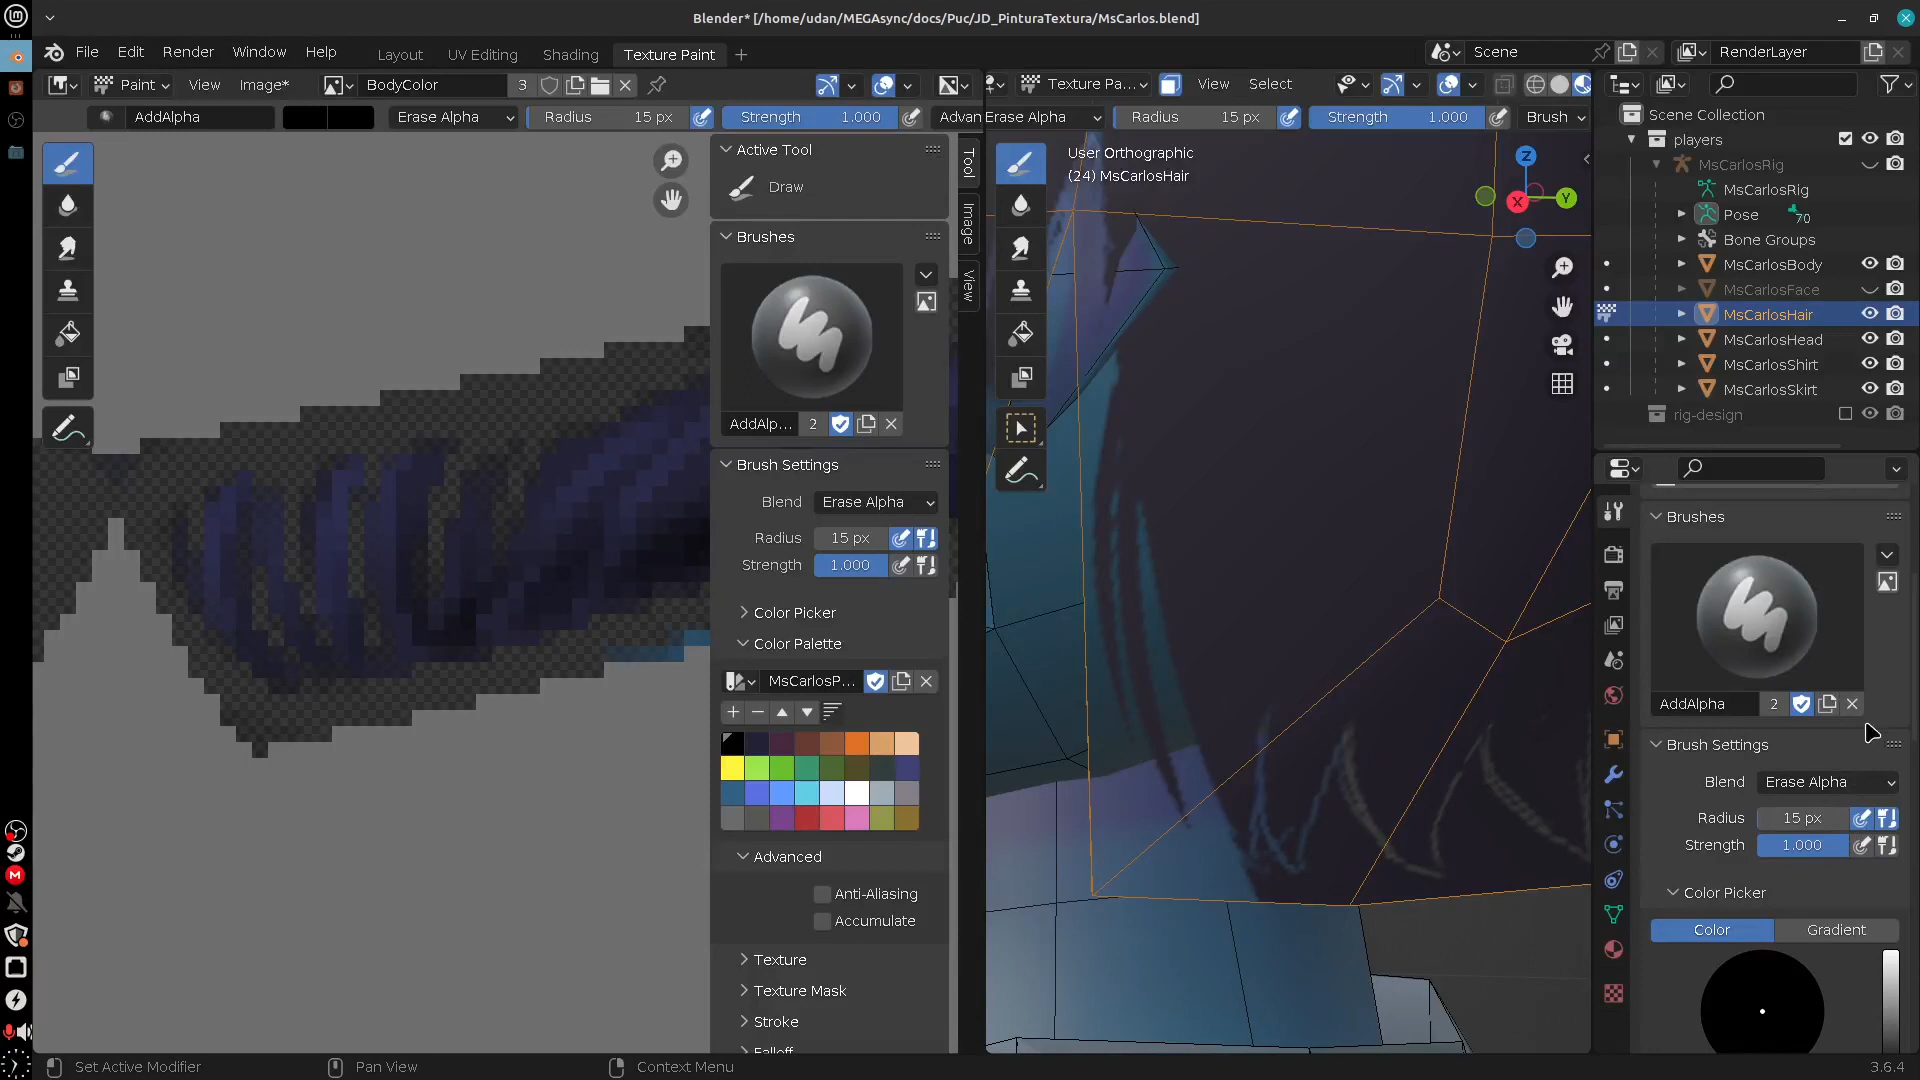 Blender* [/home/udan/MEGAsync/docs/Puc/JD_PinturaTextura/MsCarlos.blend]
File Edit Render Window Help Layout UV Editing Shading Texture Paint + Scene RenderLayer
Paint View Image* BodyColor 3 Texture Pa... View Select
AddAlpha Erase Alpha Radius 15 px Strength 1.000 Advan Erase Alpha Radius 15 px Strength 1.000 Brush
Active Tool
Draw
Brushes
AddAlp... 2
Brush Settings
Blend Erase Alpha
Radius 15 px
Strength 1.000
Color Picker
Color Palette
MsCarlosP...
Advanced
Anti-Aliasing
Accumulate
Texture
Texture Mask
Stroke
Falloff
Tool
Image
View
User Orthographic
(24) MsCarlosHair
Z
Y
X
Scene Collection
players
MsCarlosRig
MsCarlosRig
Pose 70
Bone Groups
MsCarlosBody
MsCarlosFace
MsCarlosHair
MsCarlosHead
MsCarlosShirt
MsCarlosSkirt
rig-design
Brushes
AddAlpha 2
Brush Settings
Blend Erase Alpha
Radius 15 px
Strength 1.000
Color Picker
Color Gradient
Set Active Modifier Pan View Context Menu 3.6.4